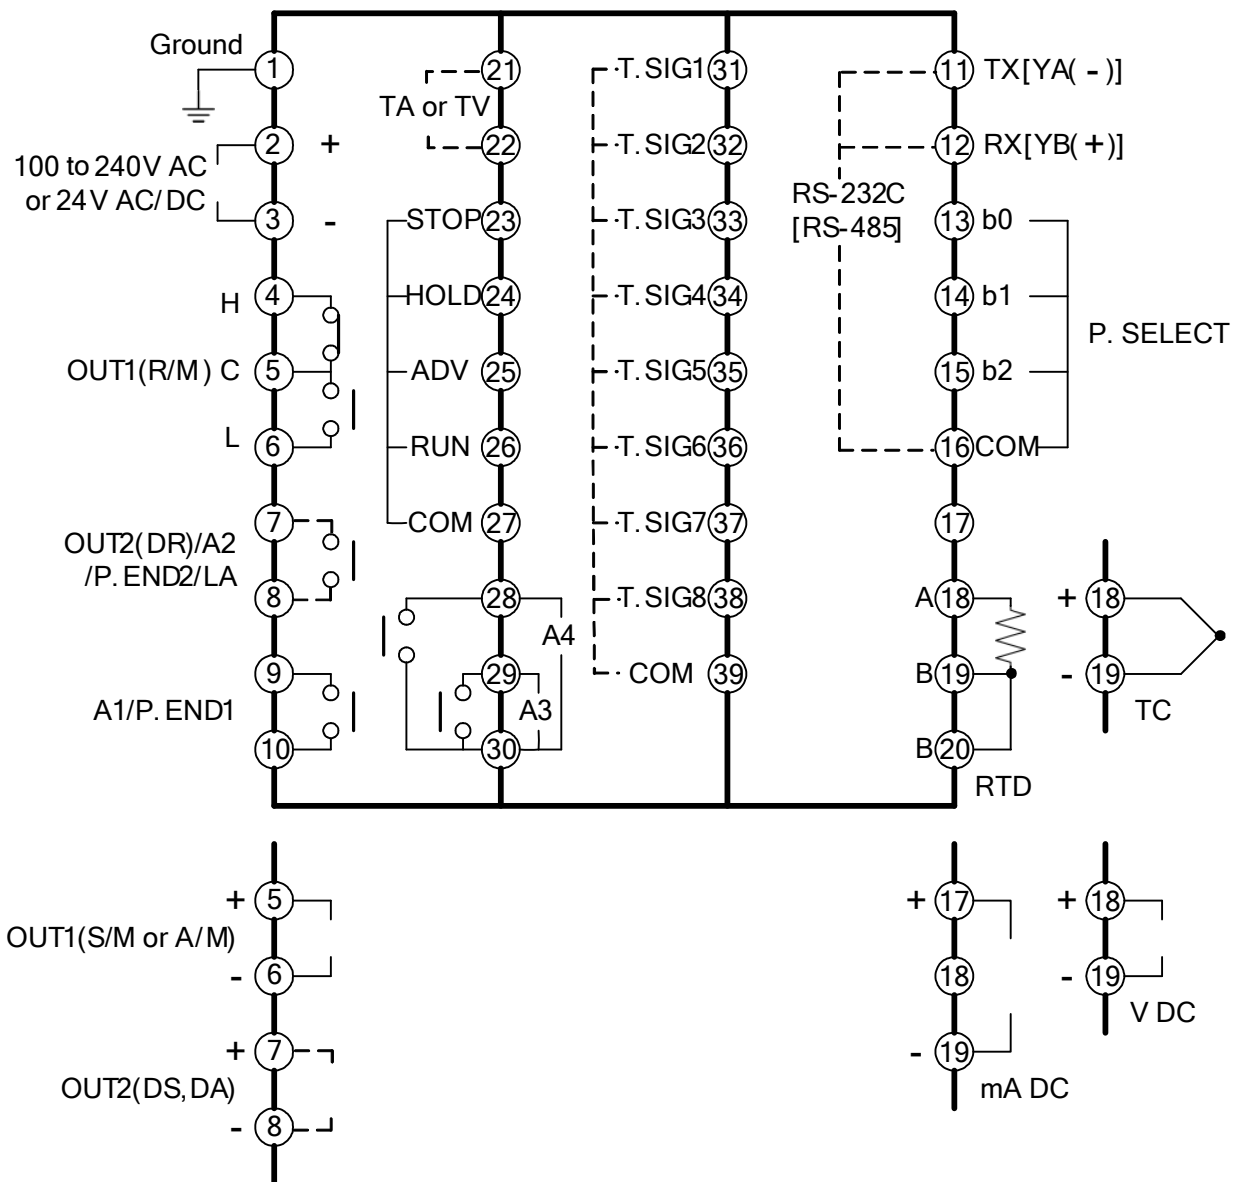 Ground
1
2
+
100 to 240V AC
or 24V AC/DC
3
-
H
4
OUT1(R/M) C
5
L
6
7
OUT2(DR)/A2
/P.END2/LA
8
9
A1/P.END1
10
21
TA or TV
22
STOP
23
HOLD
24
ADV
25
RUN
26
COM
27
28
A4
29
A3
30
T.SIG1
31
T.SIG2
32
T.SIG3
33
T.SIG4
34
T.SIG5
35
T.SIG6
36
T.SIG7
37
T.SIG8
38
COM
39
11
TX[YA(-)]
12
RX[YB(+)]
RS-232C
[RS-485]
13
b0
14
b1
P. SELECT
15
b2
16
COM
17
A
18
B
19
B
20
RTD
+
18
-
19
TC
+
5
OUT1(S/M or A/M)
-
6
+
7
OUT2(DS,DA)
-
8
+
17
18
-
19
mA DC
+
18
-
19
V DC